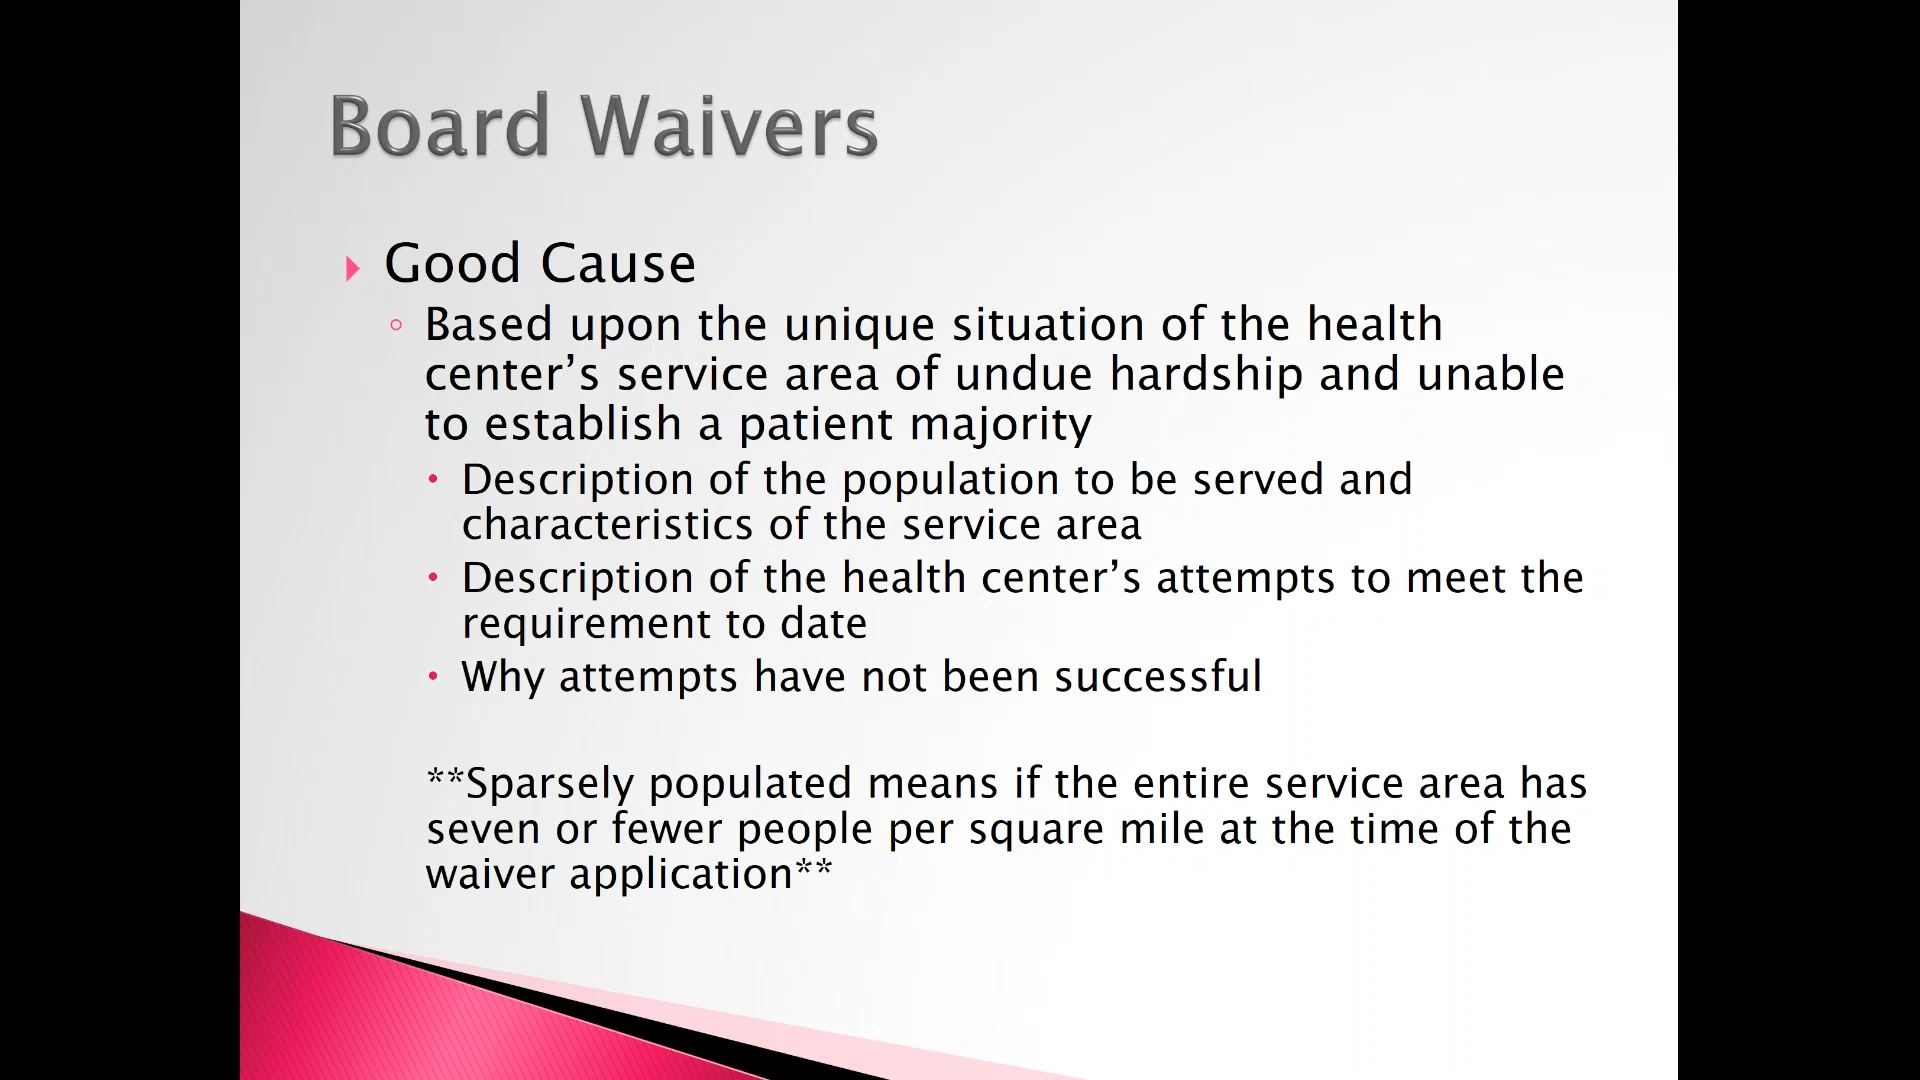 Board Waivers
Good Cause
Based upon the unique situation of the health
center’s service area of undue hardship and unable
to establish a patient majority
Description of the population to be served and
characteristics of the service area
Description of the health center’s attempts to meet the
requirement to date
Why attempts have not been successful
**Sparsely populated means if the entire service area has
seven or fewer people per square mile at the time of the
waiver application**